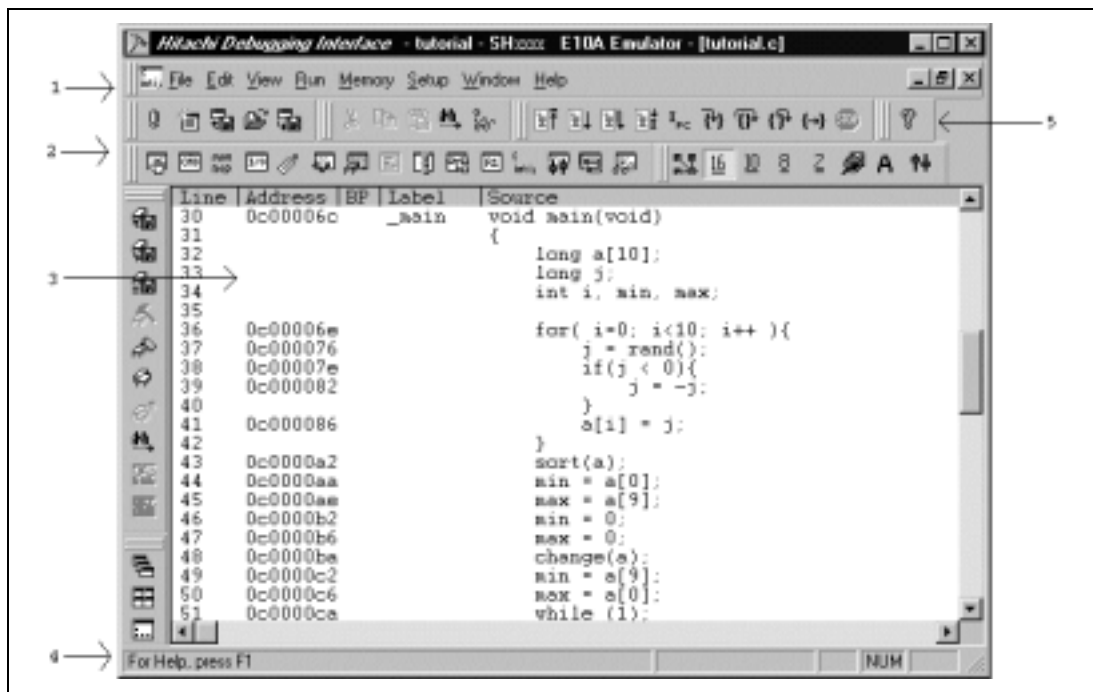 Hitachi Debugging Interface - tutorial - SHxxxx E10A Emulator - [tutorial.c]
1
File Edit View Run Memory Setup Window Help
5
2
16 10 8 2 A
Line Address BP Label Source
30 0c00006c _main void main(void)
31 {
32 long a[10];
3
33 long j;
34 int i, min, max;
35
36 0c00006e for( i=0; i<10; i++ ){
37 0c000076 j = rand();
38 0c00007e if(j < 0){
39 0c000082 j = -j;
40 }
41 0c000086 a[i] = j;
42 }
43 0c0000a2 sort(a);
44 0c0000aa min = a[0];
45 0c0000ae max = a[9];
46 0c0000b2 min = 0;
47 0c0000b6 max = 0;
48 0c0000ba change(a);
49 0c0000c2 min = a[9];
50 0c0000c6 max = a[0];
51 0c0000ca while (1);
4
For Help, press F1 NUM